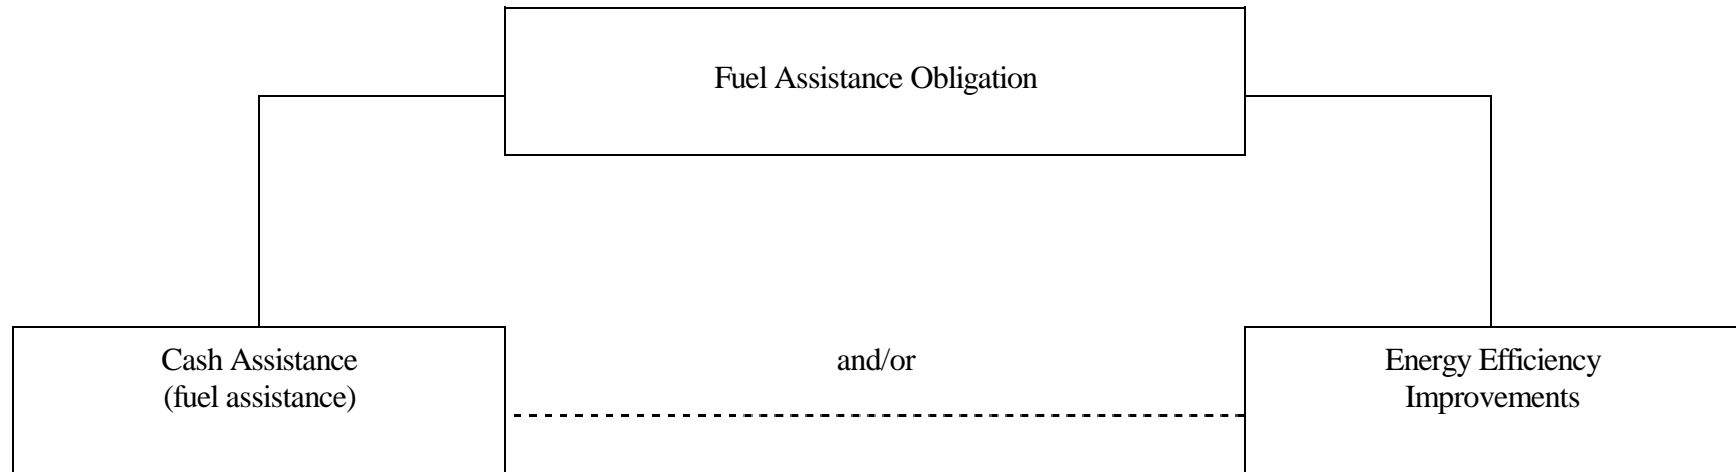 Fuel Assistance Obligation
Cash Assistance
(fuel assistance)
and/or
Energy Efficiency
Improvements